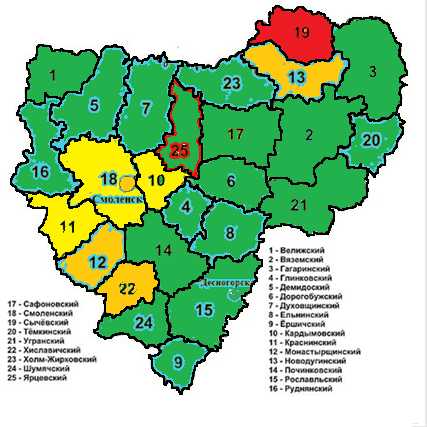 19
1
3
23
13
5
7
17
2
25
20
16
18
10
6
Смоленск
4
21
11
8
12
14
22
Десногорск
15
24
9
1 - Велижский
2 - Вяземский
3 - Гагаринский
4 - Глинковский
5 - Демидоский
6 - Дорогобужский
7 - Духовщинский
8 - Ельнинский
9 - Ёршичский
10 - Кардымовский
11 - Краснинский
12 - Монастырщинский
13 - Новодугинский
14 - Починковский
15 - Рославльский
16 - Руднянский
17 - Сафоновский
18 - Смоленский
19 - Сычёвский
20 - Тёмкинский
21 - Угранский
22 - Хиславичский
23 - Холм-Жирковский
24 - Шумячский
25 - Ярцевский